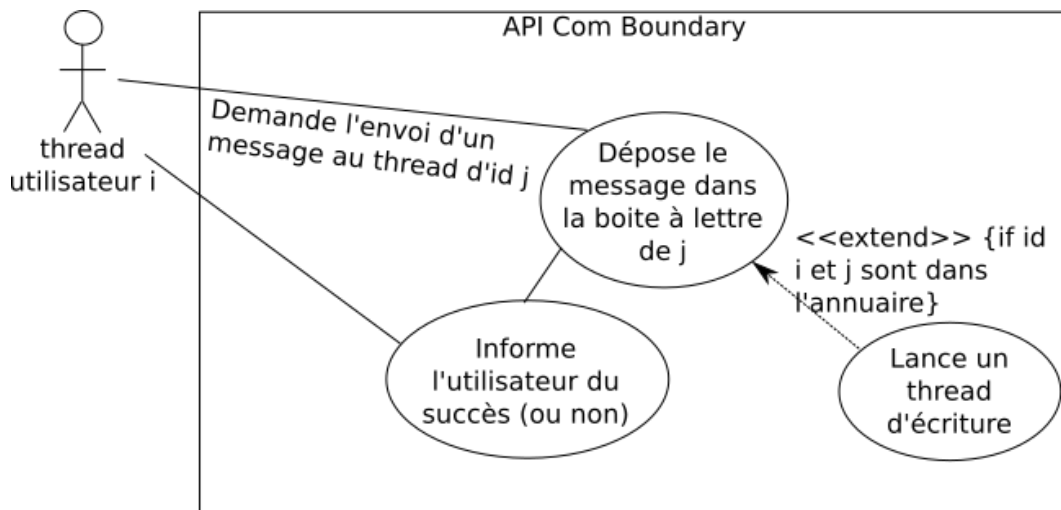 API Com Boundary
thread
utilisateur i
Demande l'envoi d'un
message au thread d'id j
Dépose le
message dans
la boite à lettre
de j
<<extend>> {if id
i et j sont dans
l'annuaire}
Informe
l'utilisateur du
succès (ou non)
Lance un
thread
d'écriture